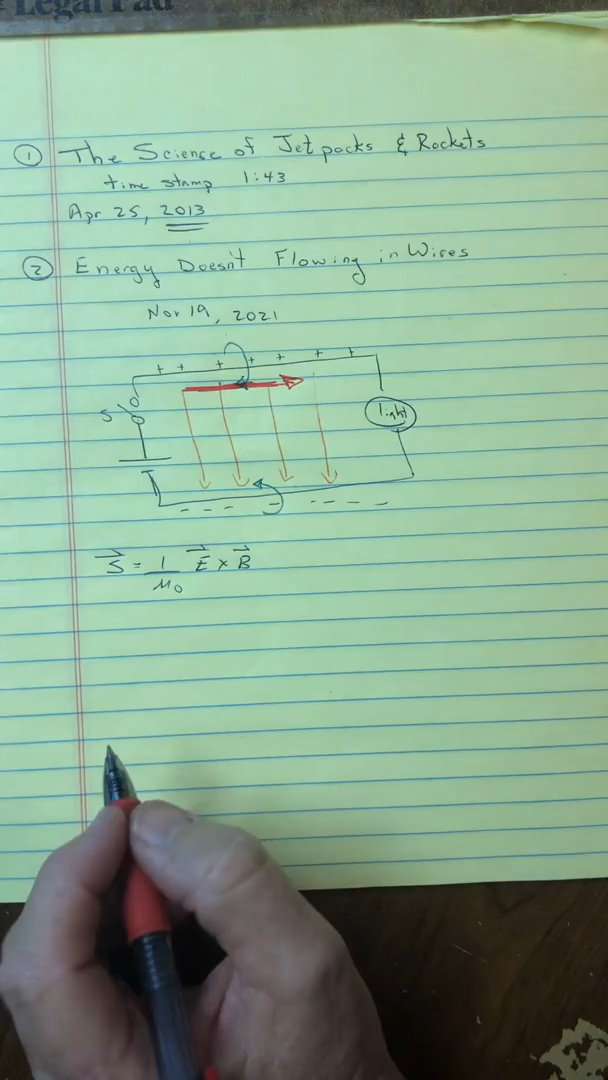 Legal Pad
① The Science of Jetpacks & Rockets
time stamp 1:43
Apr 25, 2013
② Energy Doesn't Flowing in Wires
Nov 19, 2021
+ + + + + + +
S
light
- - - - - - - -
S = 1/μ₀ E × B